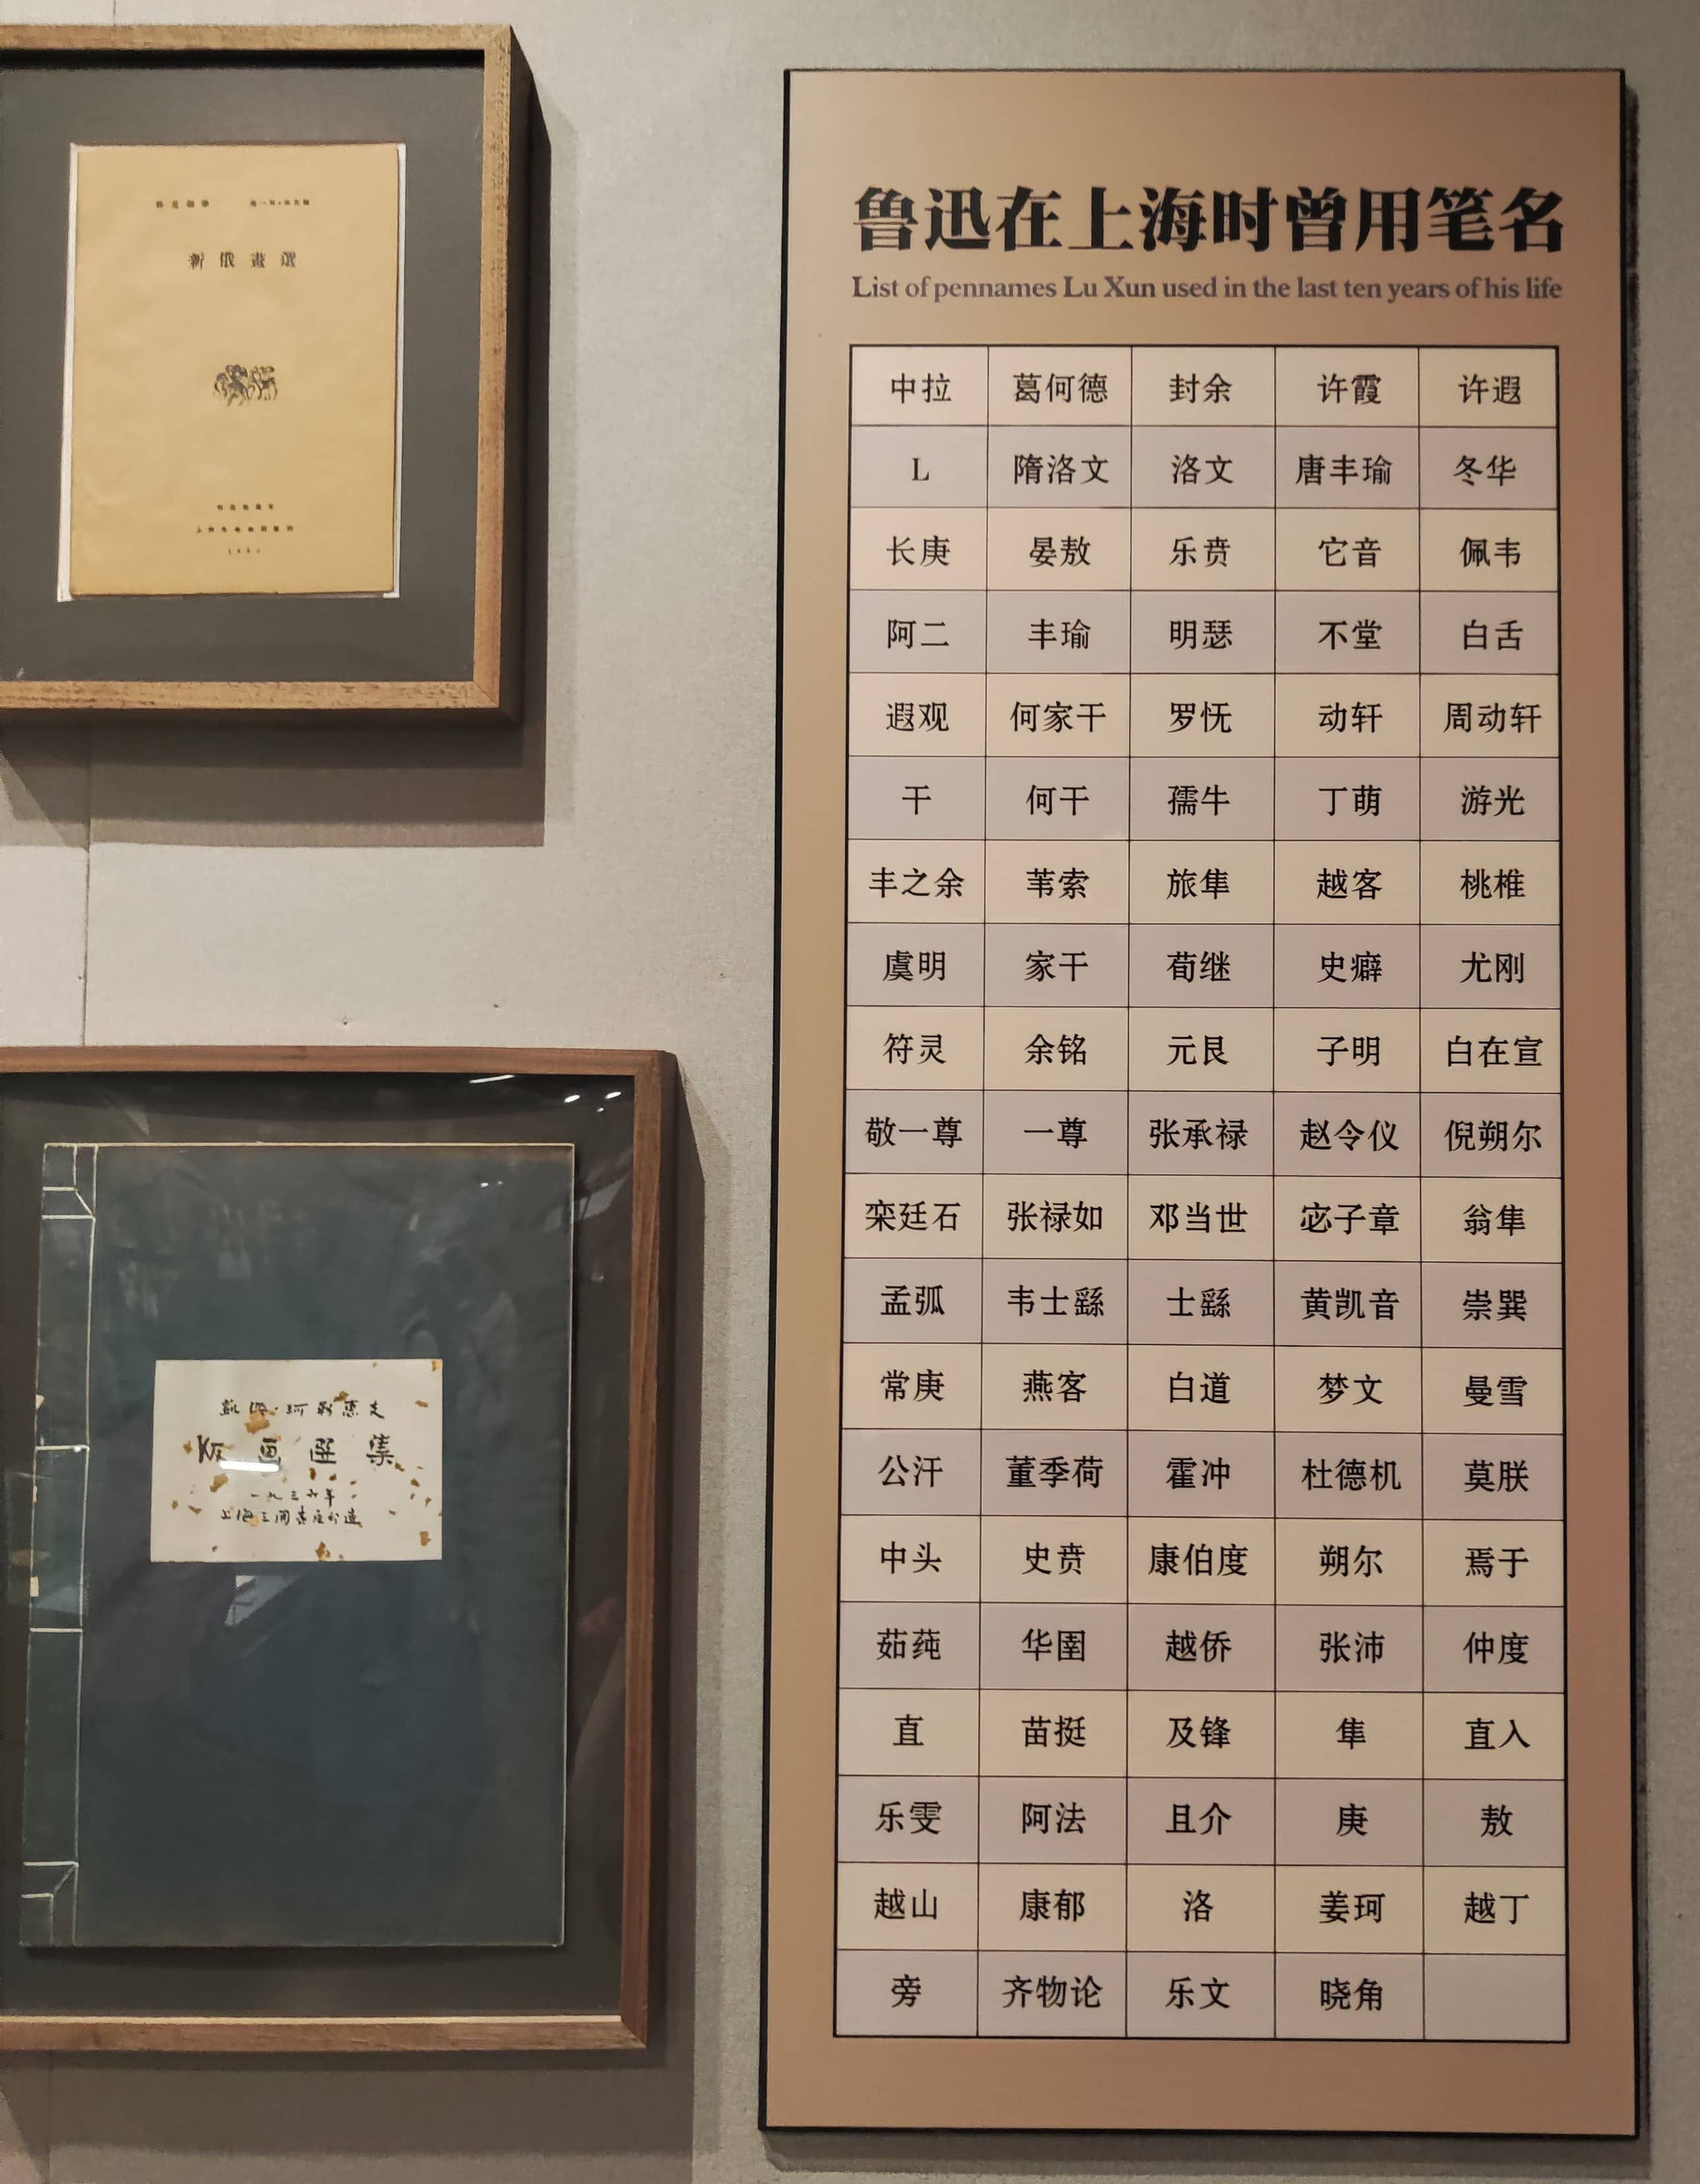 新俄畫選
版画選集
一九三六年
上海三閒書屋印造
鲁迅在上海时曾用笔名
List of pennames Lu Xun used in the last ten years of his life
中拉 葛何德 封余 许霞 许遐
L 隋洛文 洛文 唐丰瑜 冬华
长庚 晏敖 乐贲 它音 佩韦
阿二 丰瑜 明瑟 不堂 白舌
遐观 何家干 罗怃 动轩 周动轩
干 何干 孺牛 丁萌 游光
丰之余 苇索 旅隼 越客 桃椎
虞明 家干 荀继 史癖 尤刚
符灵 余铭 元艮 子明 白在宣
敬一尊 一尊 张承禄 赵令仪 倪朔尔
栾廷石 张禄如 邓当世 宓子章 翁隼
孟弧 韦士繇 士繇 黄凯音 崇巽
常庚 燕客 白道 梦文 曼雪
公汗 董季荷 霍冲 杜德机 莫朕
中头 史贲 康伯度 朔尔 焉于
茹莼 华圉 越侨 张沛 仲度
直 苗挺 及锋 隼 直入
乐雯 阿法 且介 庚 敖
越山 康郁 洛 姜珂 越丁
旁 齐物论 乐文 晓角